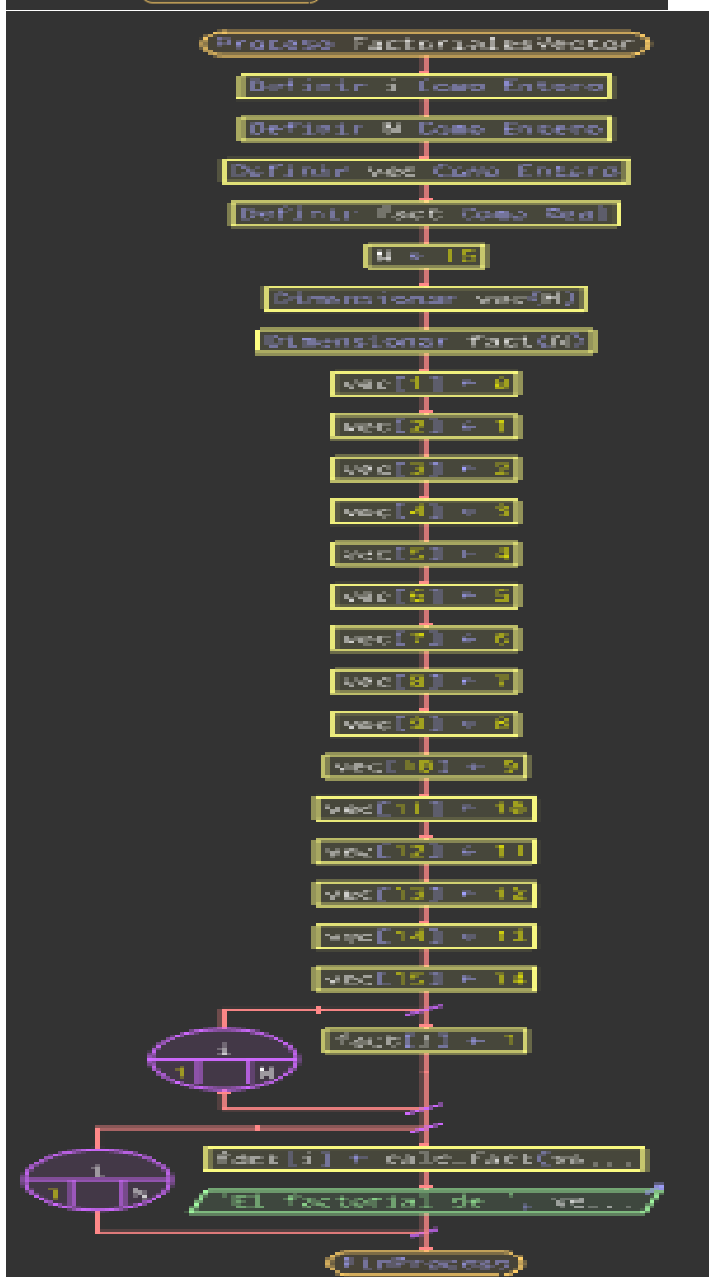 Proceso FactorialesVector
Definir i Como Entero
Definir N Como Entero
Definir vec Como Entero
Definir fact Como Real
N ← 15
Dimensionar vec(N)
Dimensionar fact(N)
vec[1] ← 0
vec[2] ← 1
vec[3] ← 2
vec[4] ← 3
vec[5] ← 4
vec[6] ← 5
vec[7] ← 6
vec[8] ← 7
vec[9] ← 8
vec[10] ← 9
vec[11] ← 10
vec[12] ← 11
vec[13] ← 12
vec[14] ← 13
vec[15] ← 14
i
fact[i] ← 1
1 N
i
fact[i] ← calc_fact(ve...
1 N
'El factorial de ', ve...
FinProceso